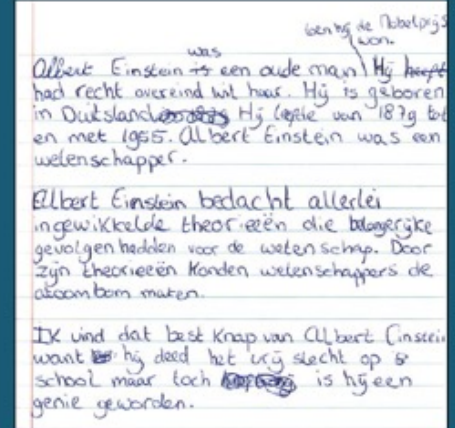 toen hij de Nobelprijs
won.
was
Albert Einstein is een oude man Hij heeft
had recht overeind wit haar. Hij is geboren
in Duitsland Hij leefde van 1879 tot
en met 1955. Albert Einstein was een
wetenschapper.
Albert Einstein bedacht allerlei
ingewikkelde theorieeën die belangerijke
gevolgen hadden voor de wetenschap. Door
zijn theorieeën konden wetenschappers de
atoombom maken.
Ik vind dat best knap van Albert Einstein
want hij deed het vrij slecht op
school maar toch is hij een
genie geworden.